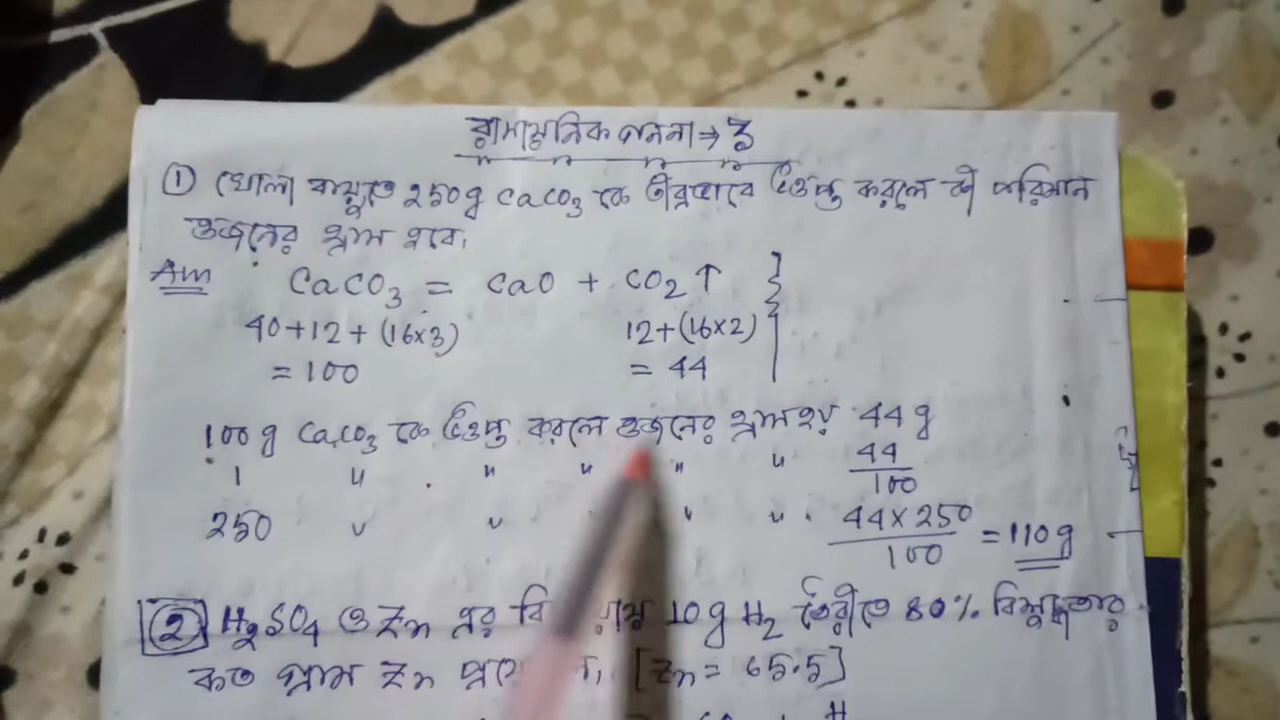 রাসায়নিক গননা → ২
① খোলা বায়ুতে 250g CaCO3 কে তীব্রভাবে উত্তপ্ত করলে কী পরিমান
ওজনের হ্রাস হবে।
Ans CaCO3 = CaO + CO2 ↑
40+12+(16×3) 12+(16×2)
= 100 = 44
100g CaCO3 কে উত্তপ্ত করলে ওজনের হ্রাস হয় 44g
1 " " " " " 44/100
250 " " " " 44×250/100 = 110g
② H2SO4 ও Zn এর 10g H2 তৈরীতে 80% বিশুদ্ধতার
কত গ্রাম Zn [Zn = 65.5]